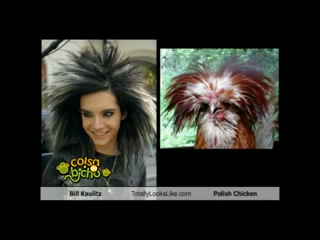 coisa
bicho
Bill Kaulitz
TotallyLooksLike.com
Polish Chicken